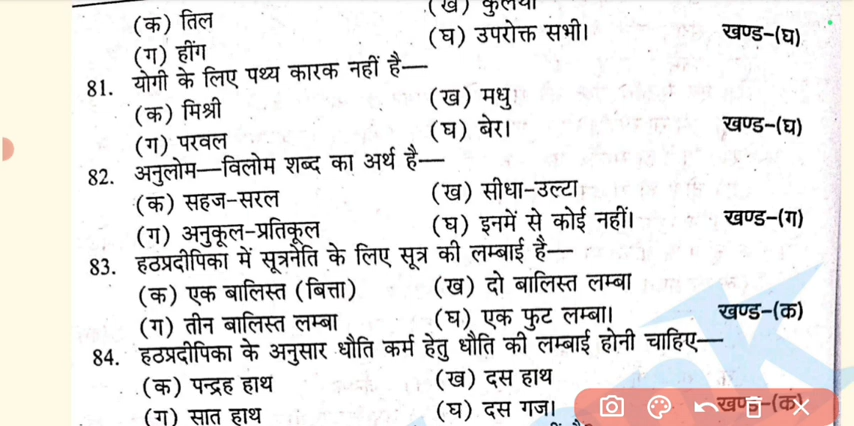 (क) तिल
(ख) कुलथी
(ग) हींग
(घ) उपरोक्त सभी।
खण्ड-(घ)
81. योगी के लिए पथ्य कारक नहीं है—
(क) मिश्री
(ख) मधु
(ग) परवल
(घ) बेर।
खण्ड-(घ)
82. अनुलोम—विलोम शब्द का अर्थ है—
(क) सहज-सरल
(ख) सीधा-उल्टा
(ग) अनुकूल-प्रतिकूल
(घ) इनमें से कोई नहीं।
खण्ड-(ग)
83. हठप्रदीपिका में सूत्रनेति के लिए सूत्र की लम्बाई है—
(क) एक बालिस्त (बित्ता)
(ख) दो बालिस्त लम्बा
(ग) तीन बालिस्त लम्बा
(घ) एक फुट लम्बा।
खण्ड-(क)
84. हठप्रदीपिका के अनुसार धौति कर्म हेतु धौति की लम्बाई होनी चाहिए—
(क) पन्द्रह हाथ
(ख) दस हाथ
(ग) सात हाथ
(घ) दस गज।
खण्ड-(क)